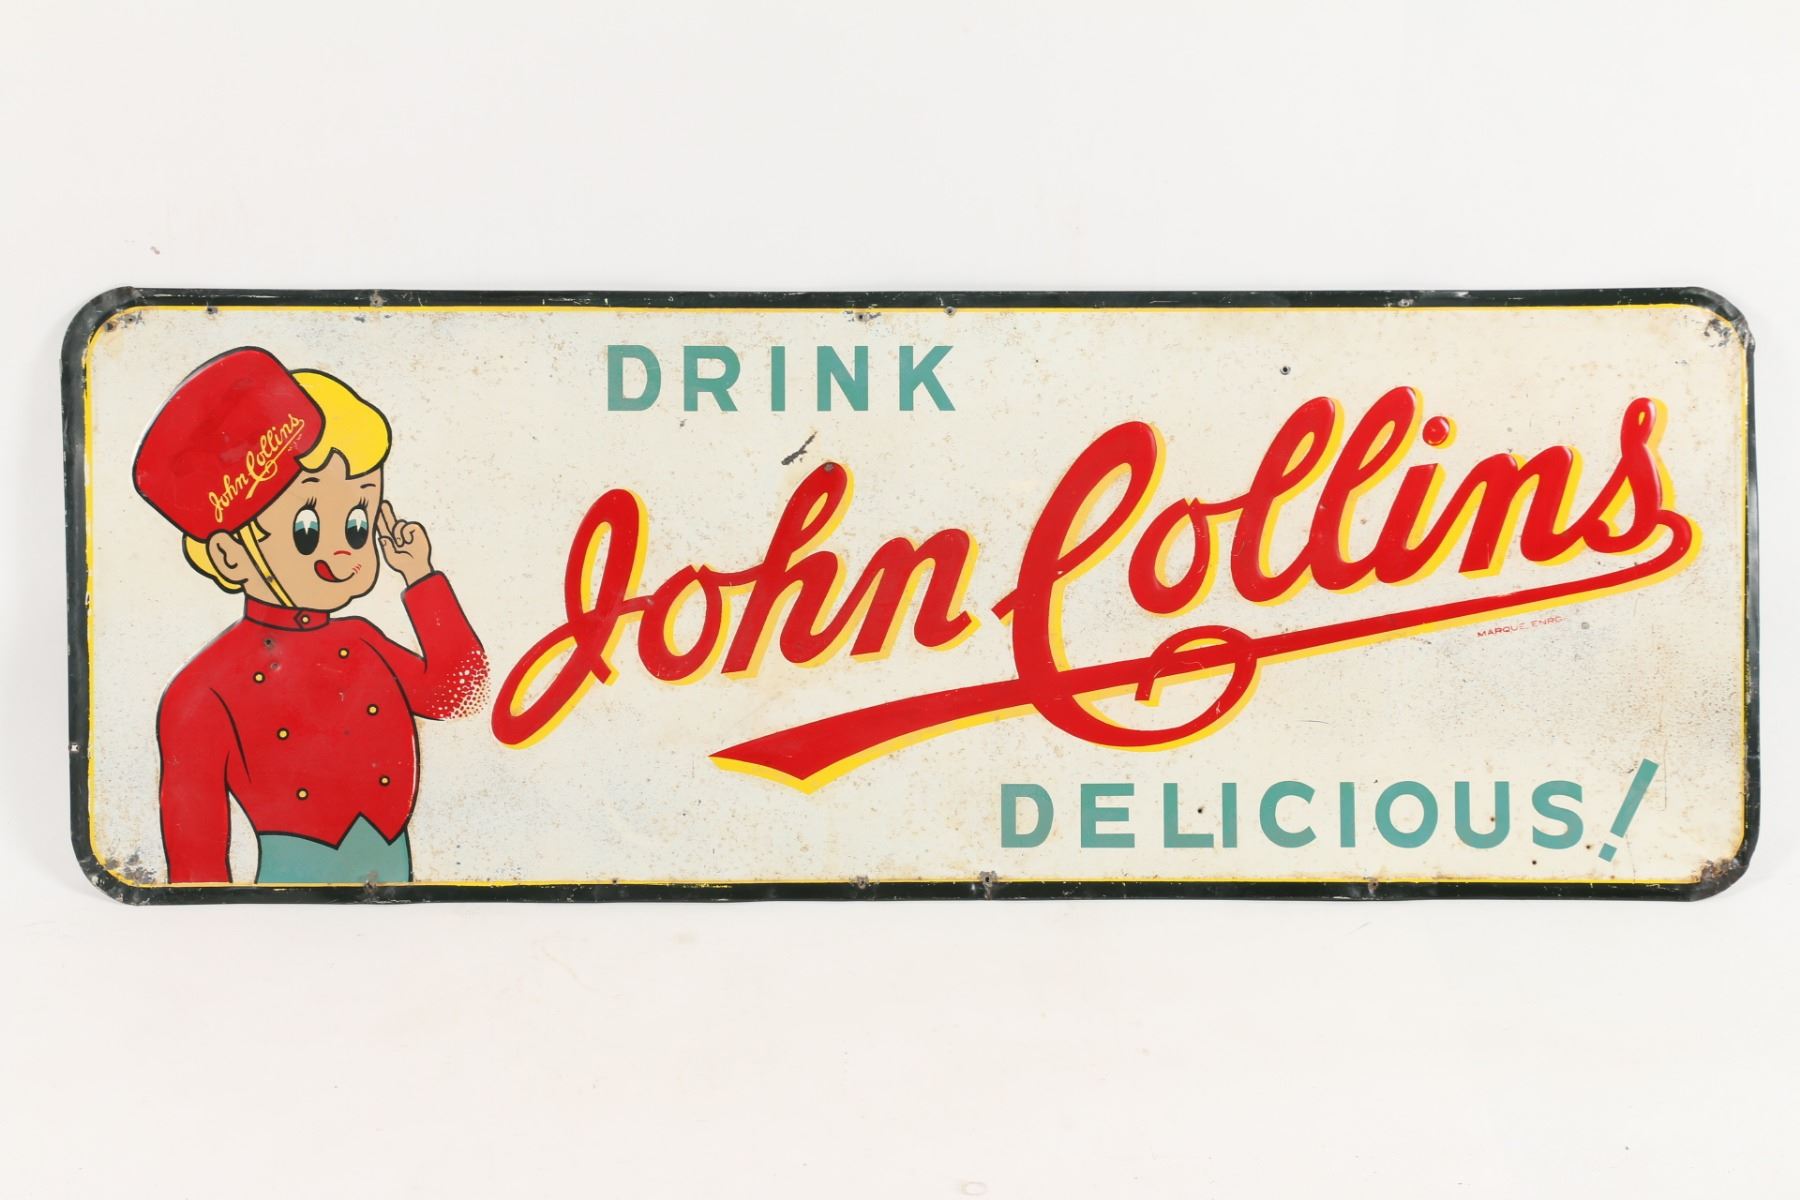 DRINK
John Collins
John Collins
MARQUE ENRG.
DELICIOUS!